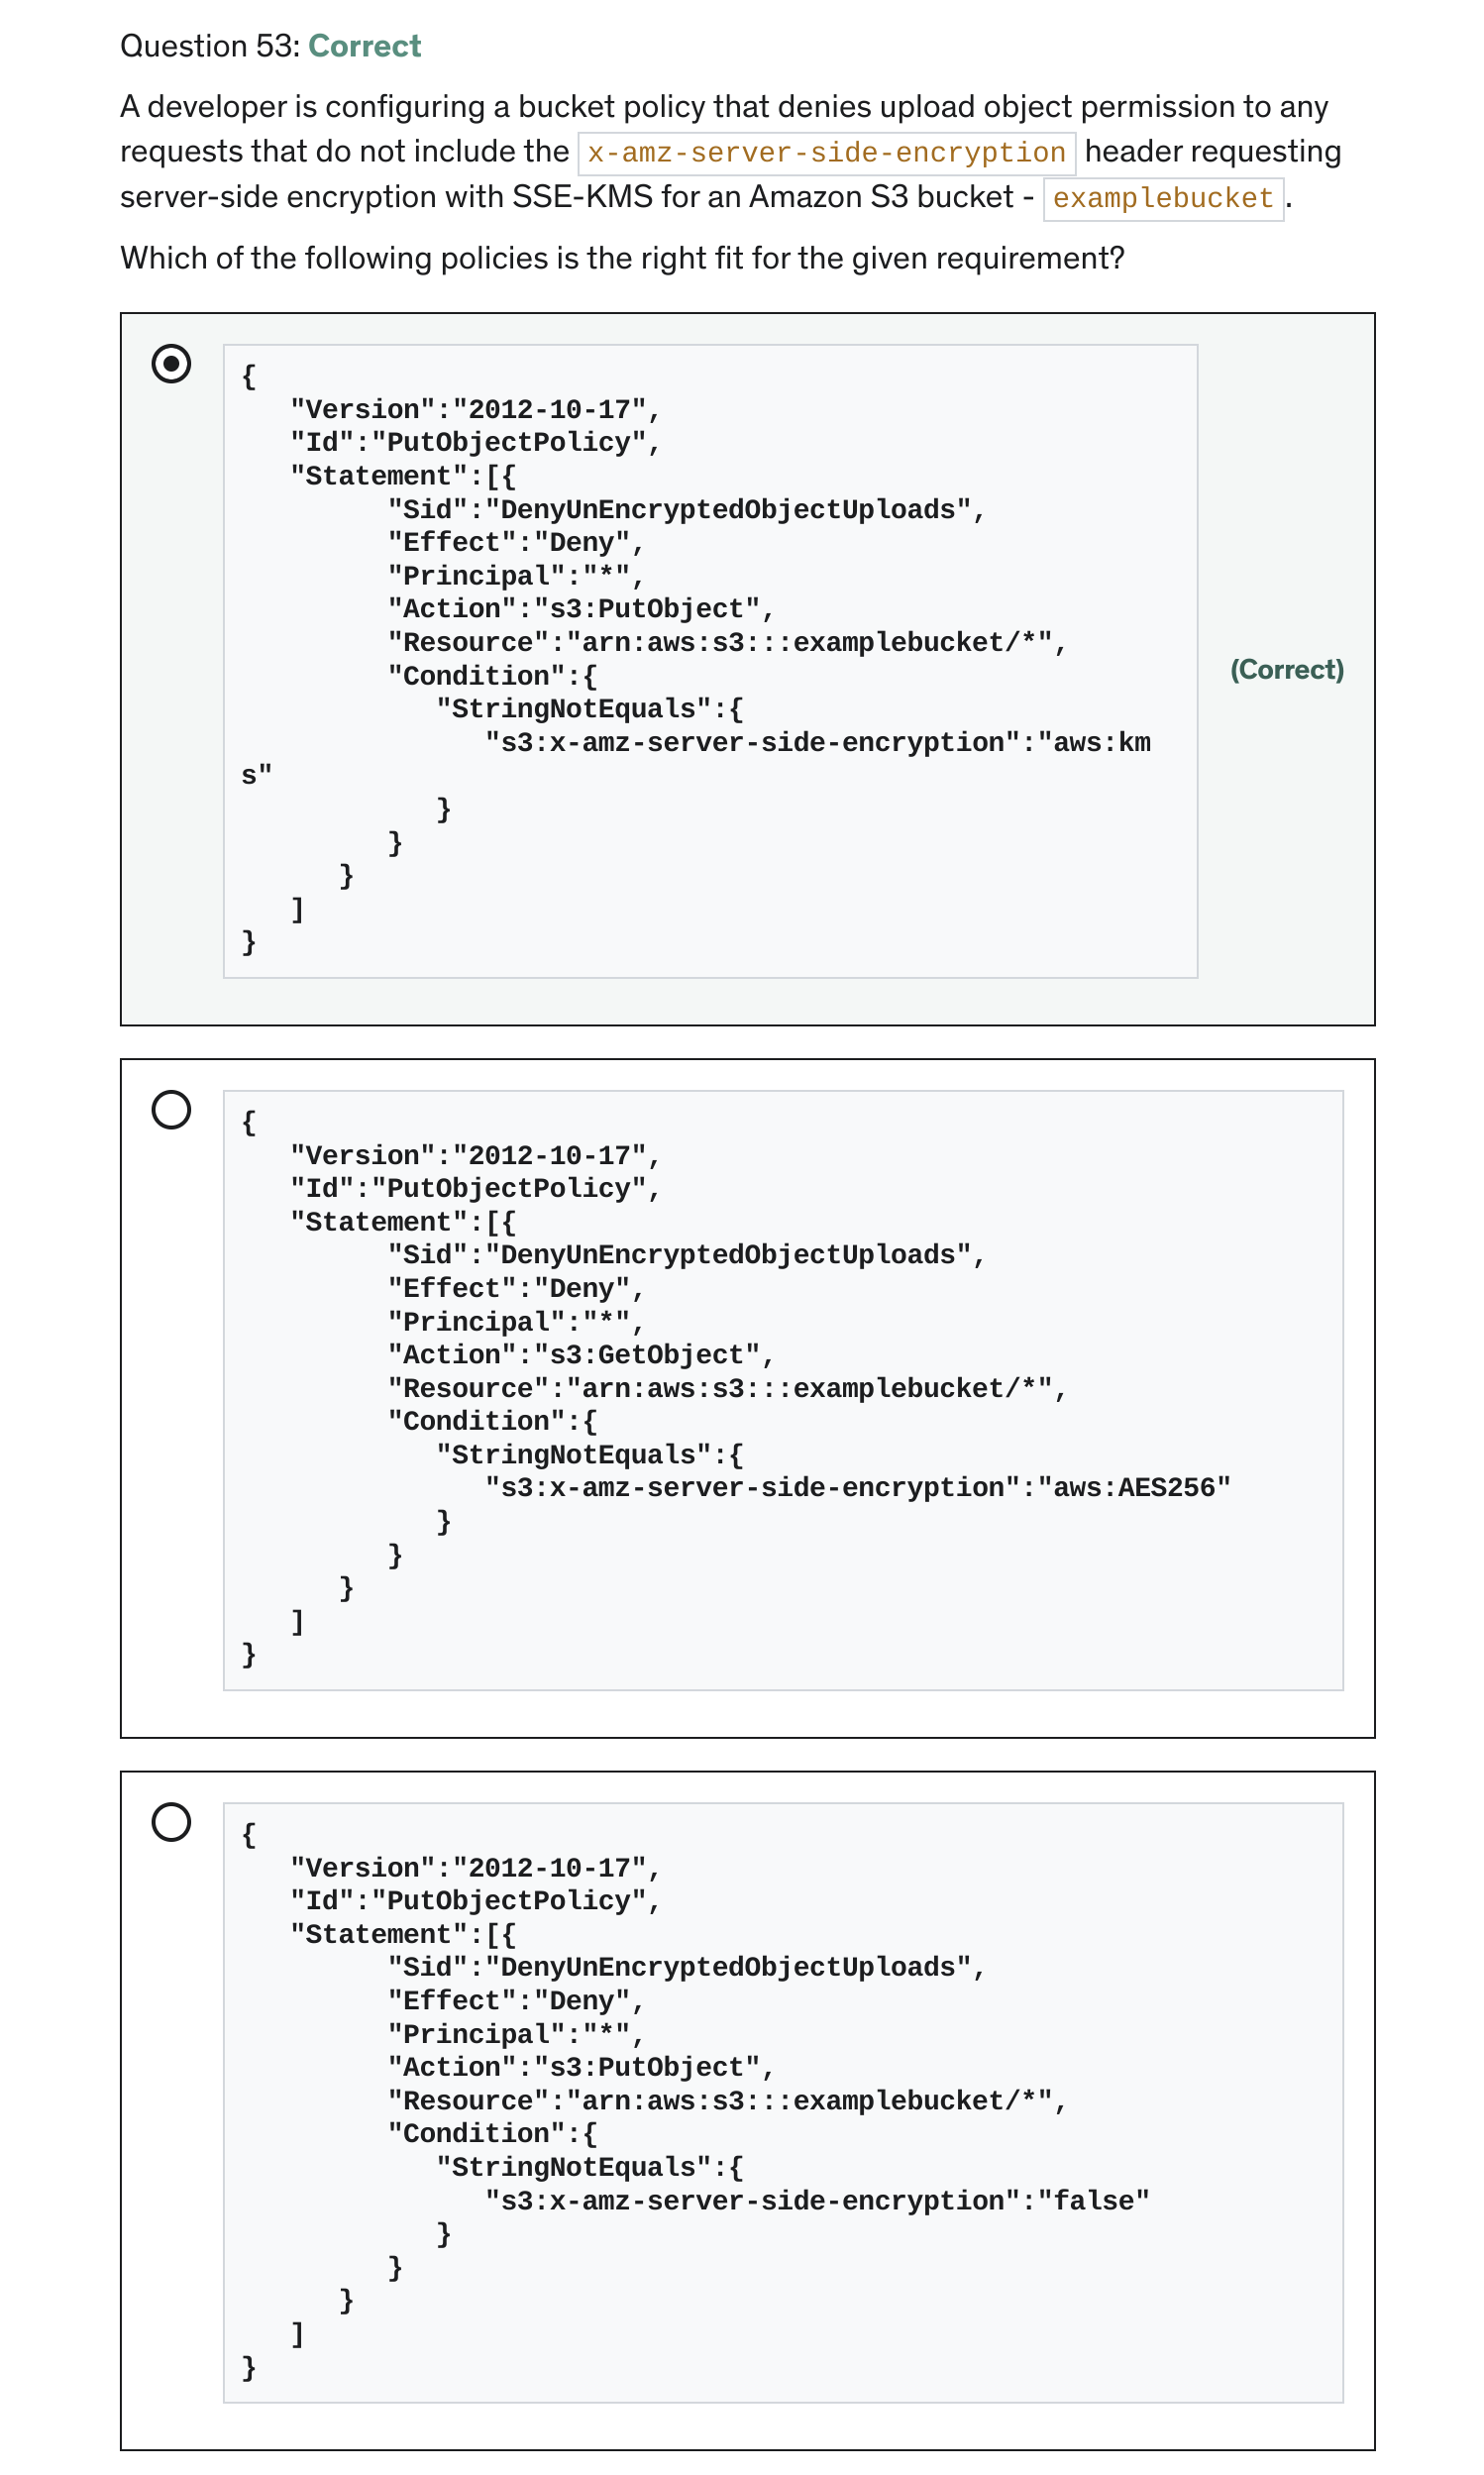 Question 53: Correct
A developer is configuring a bucket policy that denies upload object permission to any
requests that do not include the x-amz-server-side-encryption header requesting
server-side encryption with SSE-KMS for an Amazon S3 bucket - examplebucket.
Which of the following policies is the right fit for the given requirement?
{
   "Version":"2012-10-17",
   "Id":"PutObjectPolicy",
   "Statement":[{
         "Sid":"DenyUnEncryptedObjectUploads",
         "Effect":"Deny",
         "Principal":"*",
         "Action":"s3:PutObject",
         "Resource":"arn:aws:s3:::examplebucket/*",
         "Condition":{
            "StringNotEquals":{
               "s3:x-amz-server-side-encryption":"aws:km
s"
            }
         }
      }
   ]
}
(Correct)
{
   "Version":"2012-10-17",
   "Id":"PutObjectPolicy",
   "Statement":[{
         "Sid":"DenyUnEncryptedObjectUploads",
         "Effect":"Deny",
         "Principal":"*",
         "Action":"s3:GetObject",
         "Resource":"arn:aws:s3:::examplebucket/*",
         "Condition":{
            "StringNotEquals":{
               "s3:x-amz-server-side-encryption":"aws:AES256"
            }
         }
      }
   ]
}
{
   "Version":"2012-10-17",
   "Id":"PutObjectPolicy",
   "Statement":[{
         "Sid":"DenyUnEncryptedObjectUploads",
         "Effect":"Deny",
         "Principal":"*",
         "Action":"s3:PutObject",
         "Resource":"arn:aws:s3:::examplebucket/*",
         "Condition":{
            "StringNotEquals":{
               "s3:x-amz-server-side-encryption":"false"
            }
         }
      }
   ]
}